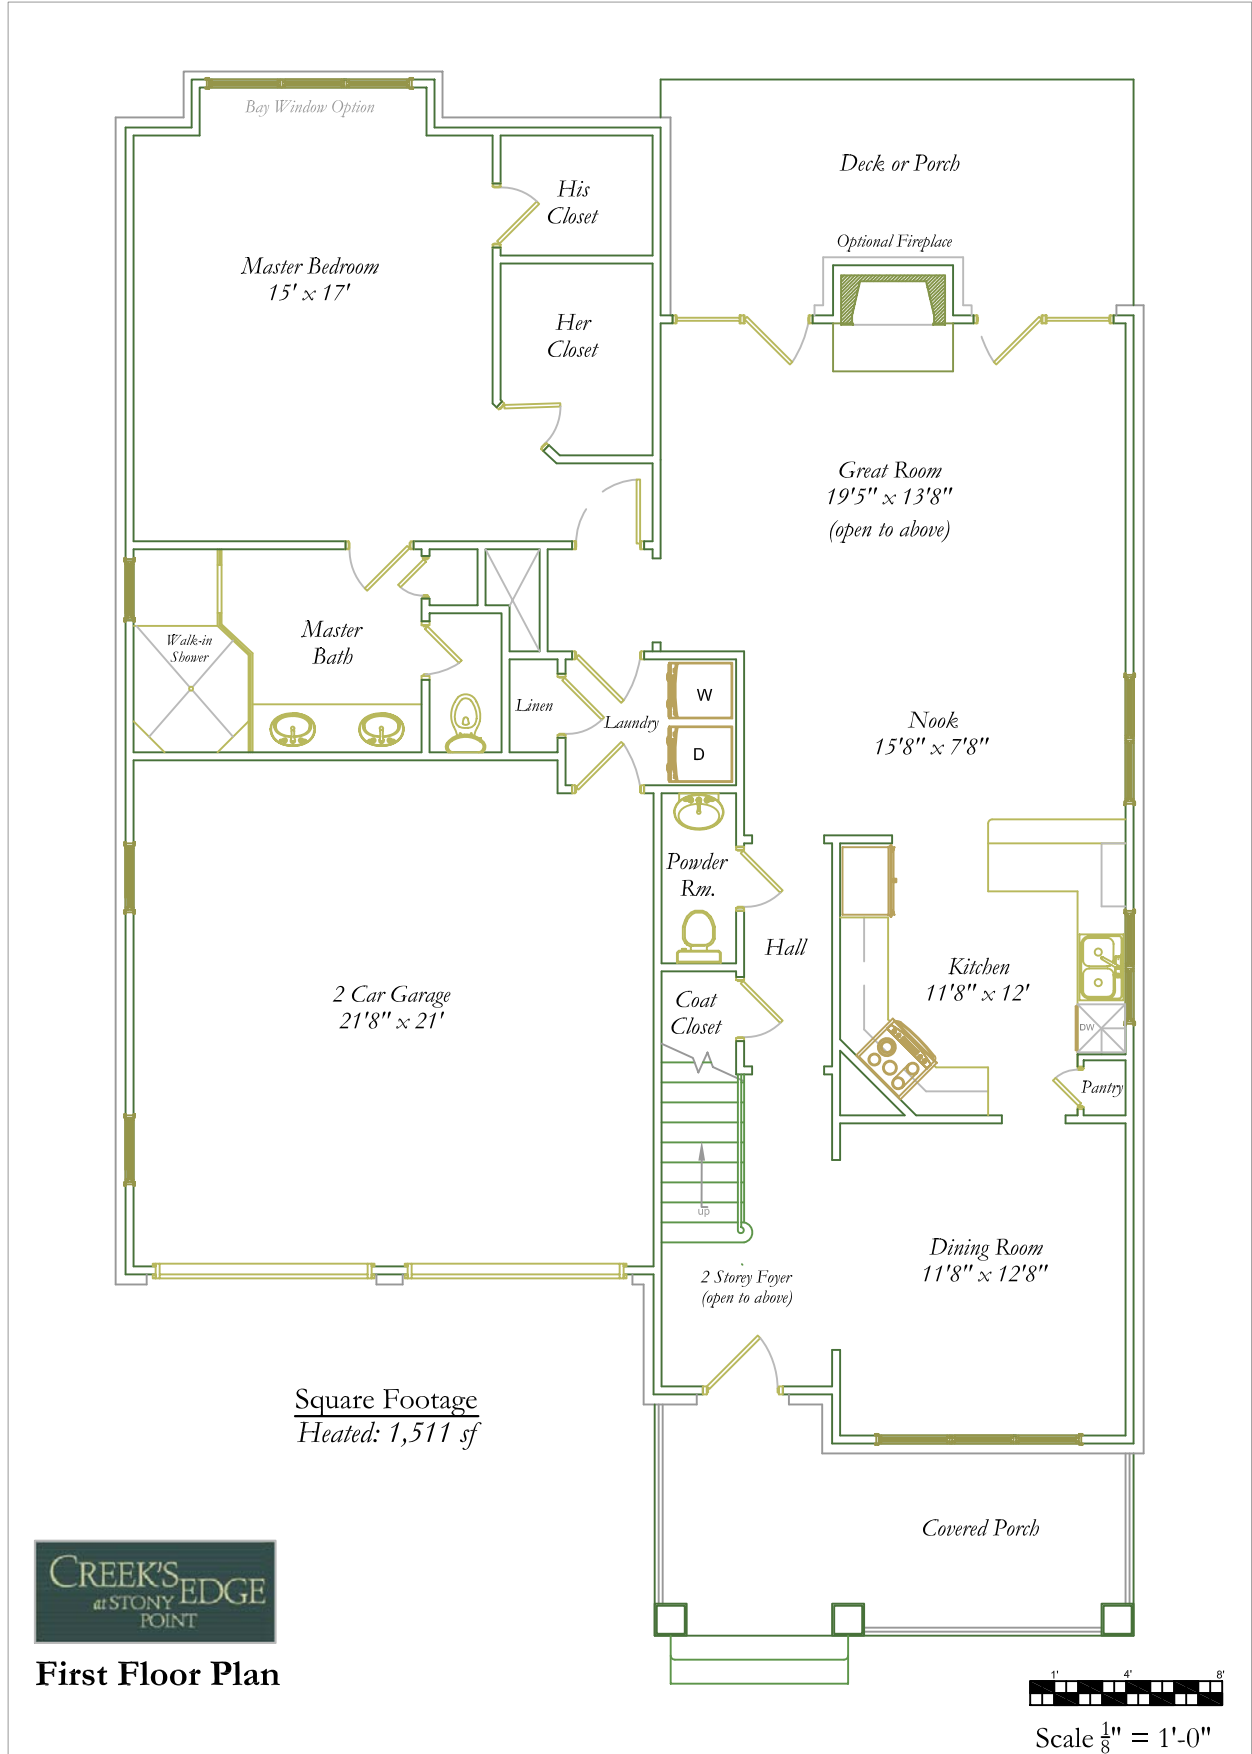 Bay Window Option
Deck or Porch
His
Closet
Optional Fireplace
Master Bedroom
15' x 17'
Her
Closet
Great Room
19'5" x 13'8"
(open to above)
Master
Bath
Walk-in
Shower
Linen
Laundry
W
D
Nook
15'8" x 7'8"
Powder
Rm.
Hall
Kitchen
11'8" x 12'
2 Car Garage
21'8" x 21'
Coat
Closet
DW
Pantry
up
Dining Room
11'8" x 12'8"
2 Storey Foyer
(open to above)
Square Footage
Heated: 1,511 sf
Covered Porch
CREEK'S EDGE
at STONY
POINT
First Floor Plan
1' 4' 8'
Scale 1/8" = 1'-0"